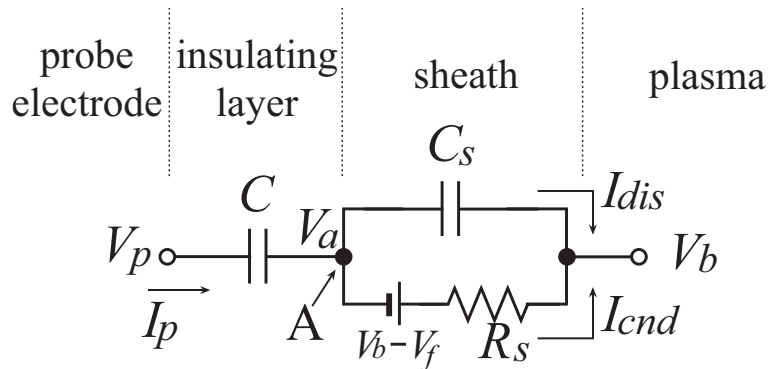 probe
electrode
insulating
layer
sheath
plasma
C
Cs
Idis
Vp
Va
Vb
Ip
A
Vb−Vf
Rs
Icnd